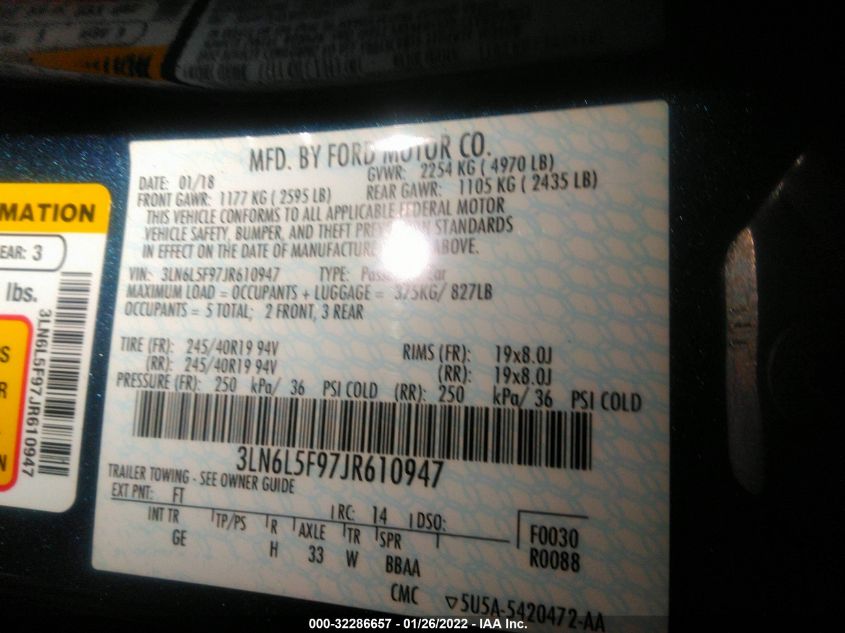 MFD. BY FORD MOTOR CO.
DATE: 01/18 GVWR: 2254 KG ( 4970 LB)
FRONT GAWR: 1177 KG ( 2595 LB) REAR GAWR: 1105 KG ( 2435 LB)
THIS VEHICLE CONFORMS TO ALL APPLICABLE FEDERAL MOTOR
VEHICLE SAFETY, BUMPER, AND THEFT PREVENTION STANDARDS
IN EFFECT ON THE DATE OF MANUFACTURE ABOVE.
VIN: 3LN6L5F97JR610947 TYPE: Passenger Car
MAXIMUM LOAD = OCCUPANTS + LUGGAGE = 375KG/ 827LB
OCCUPANTS = 5 TOTAL; 2 FRONT, 3 REAR
TIRE (FR): 245/40R19 94V RIMS (FR): 19x8.0J
(RR): 245/40R19 94V (RR): 19x8.0J
PRESSURE (FR): 250 kPa/ 36 PSI COLD (RR): 250 kPa/ 36 PSI COLD
3LN6L5F97JR610947
TRAILER TOWING - SEE OWNER GUIDE
EXT PNT: FT RC: 14 DSO:
INT TR TP/PS R AXLE TR SPR
GE H 33 W BBAA
F0030
R0088
CMC 5U5A-5420472-AA
MATION
EAR: 3
lbs.
3LN6L5F97JR610947
S
R
N
000-32286657 - 01/26/2022 - IAA Inc.